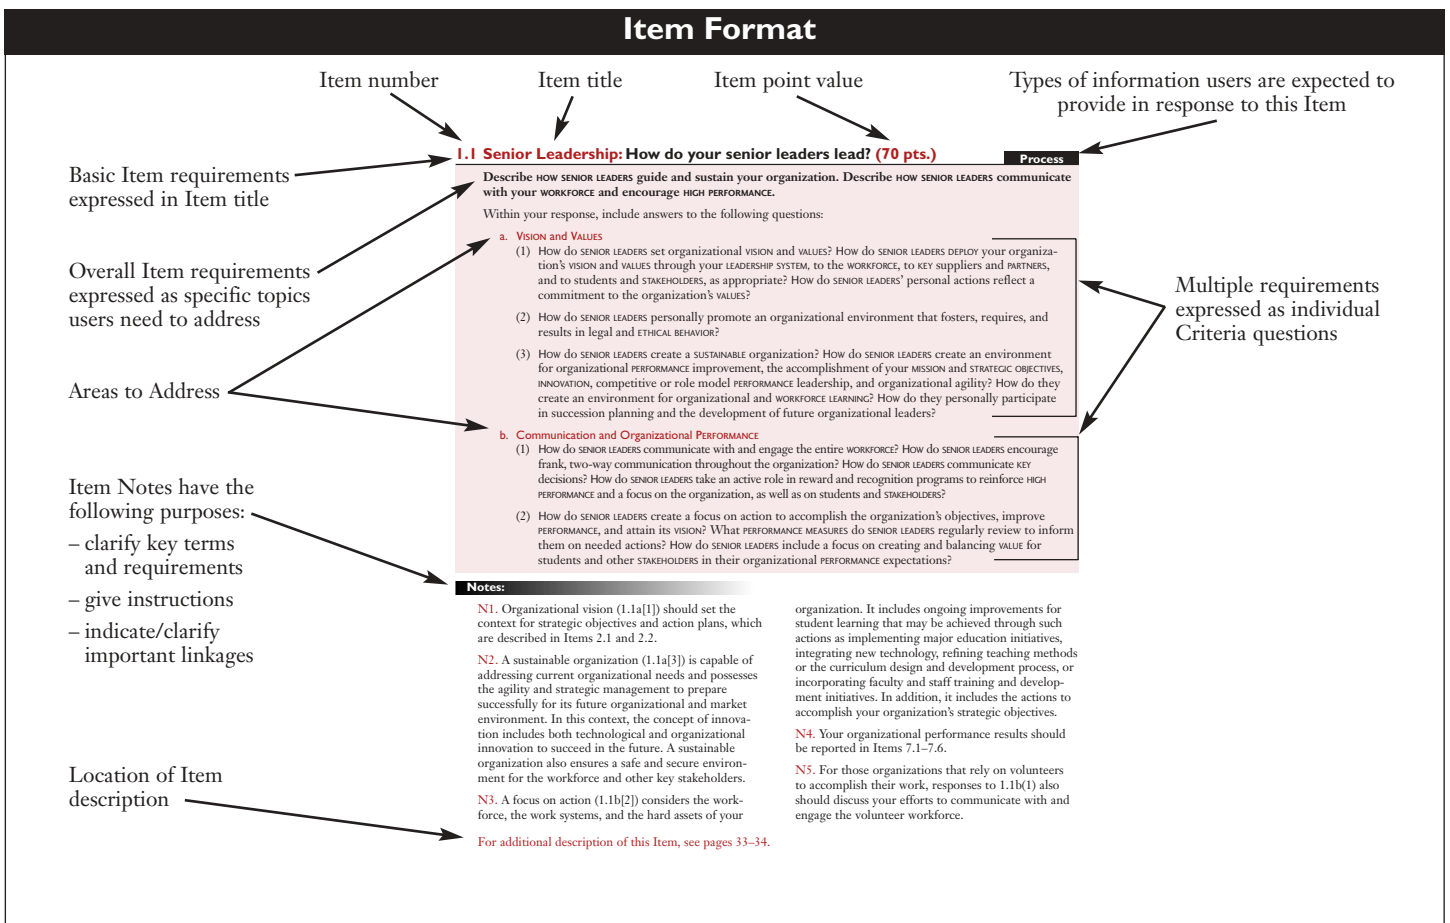 Item Format
Item number
Item title
Item point value
Types of information users are expected to
provide in response to this Item
Basic Item requirements
expressed in Item title
Overall Item requirements
expressed as specific topics
users need to address
Areas to Address
Item Notes have the
following purposes:
– clarify key terms
and requirements
– give instructions
– indicate/clarify
important linkages
Location of Item
description
1.1 Senior Leadership: How do your senior leaders lead? (70 pts.)
Process
Describe HOW SENIOR LEADERS guide and sustain your organization. Describe HOW SENIOR LEADERS communicate
with your WORKFORCE and encourage HIGH PERFORMANCE.
Within your response, include answers to the following questions:
a. VISION and VALUES
(1) HOW do SENIOR LEADERS set organizational VISION and VALUES? HOW do SENIOR LEADERS DEPLOY your organiza-
tion's VISION and VALUES through your LEADERSHIP SYSTEM, to the WORKFORCE, to KEY suppliers and PARTNERS,
and to students and STAKEHOLDERS, as appropriate? HOW do SENIOR LEADERS' personal actions reflect a
commitment to the organization's VALUES?
(2) HOW do SENIOR LEADERS personally promote an organizational environment that fosters, requires, and
results in legal and ETHICAL BEHAVIOR?
(3) HOW do SENIOR LEADERS create a SUSTAINABLE organization? HOW do SENIOR LEADERS create an environment
for organizational PERFORMANCE improvement, the accomplishment of your MISSION and STRATEGIC OBJECTIVES,
INNOVATION, competitive or role model PERFORMANCE leadership, and organizational agility? HOW do they
create an environment for organizational and WORKFORCE LEARNING? HOW do they personally participate
in succession planning and the development of future organizational leaders?
b. Communication and Organizational PERFORMANCE
(1) HOW do SENIOR LEADERS communicate with and engage the entire WORKFORCE? HOW do SENIOR LEADERS encourage
frank, two-way communication throughout the organization? HOW do SENIOR LEADERS communicate KEY
decisions? HOW do SENIOR LEADERS take an active role in reward and recognition programs to reinforce HIGH
PERFORMANCE and a focus on the organization, as well as on students and STAKEHOLDERS?
(2) HOW do SENIOR LEADERS create a focus on action to accomplish the organization's objectives, improve
PERFORMANCE, and attain its VISION? What PERFORMANCE MEASURES do SENIOR LEADERS regularly review to inform
them on needed actions? HOW do SENIOR LEADERS include a focus on creating and balancing VALUE for
students and other STAKEHOLDERS in their organizational PERFORMANCE expectations?
Multiple requirements
expressed as individual
Criteria questions
Notes:
N1. Organizational vision (1.1a[1]) should set the
context for strategic objectives and action plans, which
are described in Items 2.1 and 2.2.
N2. A sustainable organization (1.1a[3]) is capable of
addressing current organizational needs and possesses
the agility and strategic management to prepare
successfully for its future organizational and market
environment. In this context, the concept of innova-
tion includes both technological and organizational
innovation to succeed in the future. A sustainable
organization also ensures a safe and secure environ-
ment for the workforce and other key stakeholders.
N3. A focus on action (1.1b[2]) considers the work-
force, the work systems, and the hard assets of your
organization. It includes ongoing improvements for
student learning that may be achieved through such
actions as implementing major education initiatives,
integrating new technology, refining teaching methods
or the curriculum design and development process, or
incorporating faculty and staff training and develop-
ment initiatives. In addition, it includes the actions to
accomplish your organization's strategic objectives.
N4. Your organizational performance results should
be reported in Items 7.1–7.6.
N5. For those organizations that rely on volunteers
to accomplish their work, responses to 1.1b(1) also
should discuss your efforts to communicate with and
engage the volunteer workforce.
For additional description of this Item, see pages 33–34.